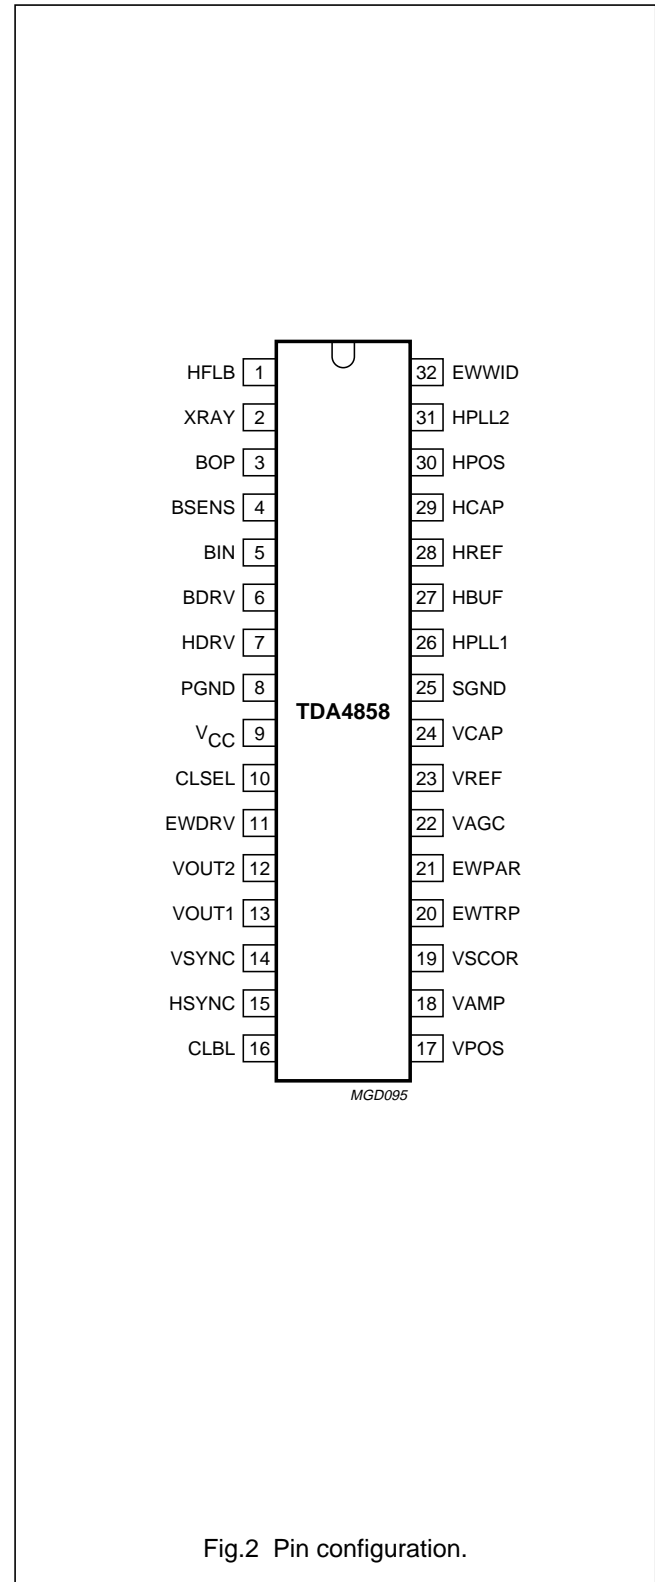 HFLB 1 32 EWWID
XRAY 2 31 HPLL2
BOP 3 30 HPOS
BSENS 4 29 HCAP
BIN 5 28 HREF
BDRV 6 27 HBUF
HDRV 7 26 HPLL1
PGND 8 25 SGND
TDA4858
VCC 9 24 VCAP
CLSEL 10 23 VREF
EWDRV 11 22 VAGC
VOUT2 12 21 EWPAR
VOUT1 13 20 EWTRP
VSYNC 14 19 VSCOR
HSYNC 15 18 VAMP
CLBL 16 17 VPOS
MGD095
Fig.2 Pin configuration.